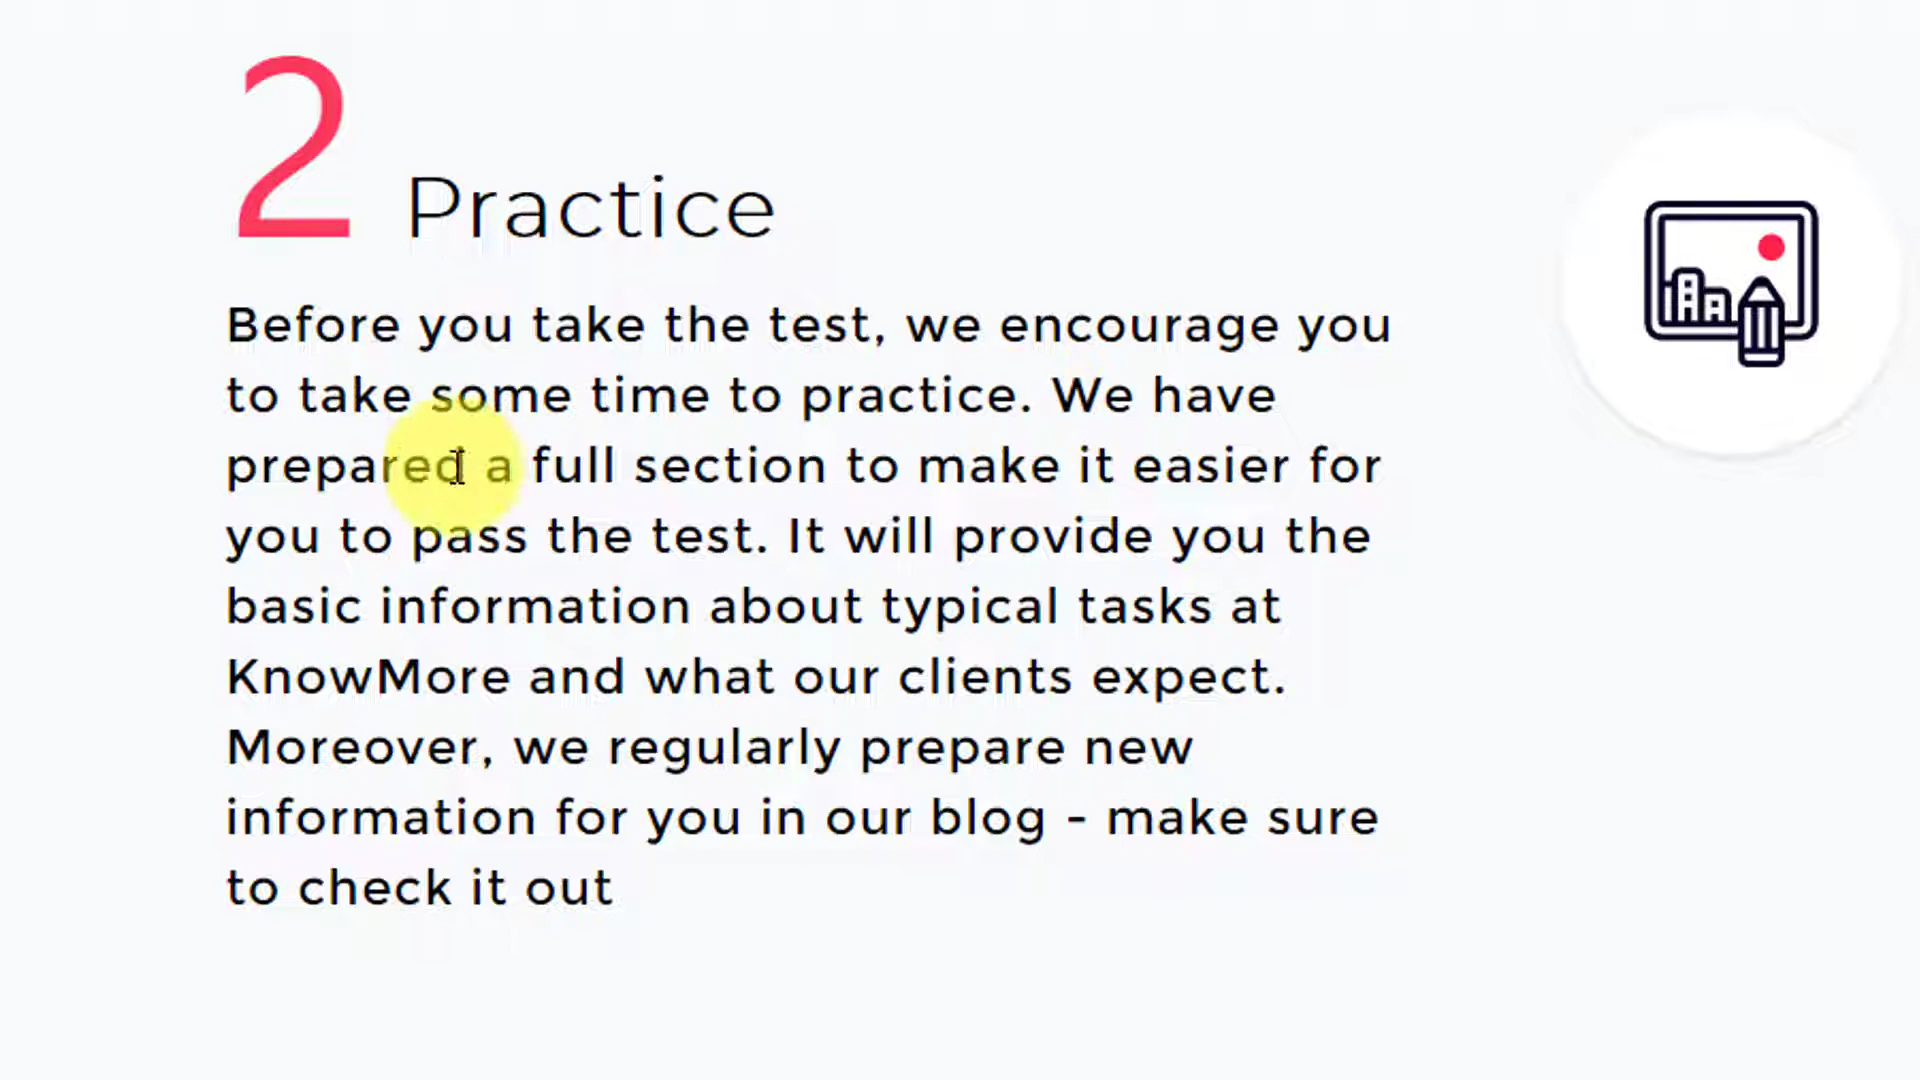 2 Practice
Before you take the test, we encourage you
to take some time to practice. We have
prepared a full section to make it easier for
you to pass the test. It will provide you the
basic information about typical tasks at
KnowMore and what our clients expect.
Moreover, we regularly prepare new
information for you in our blog - make sure
to check it out